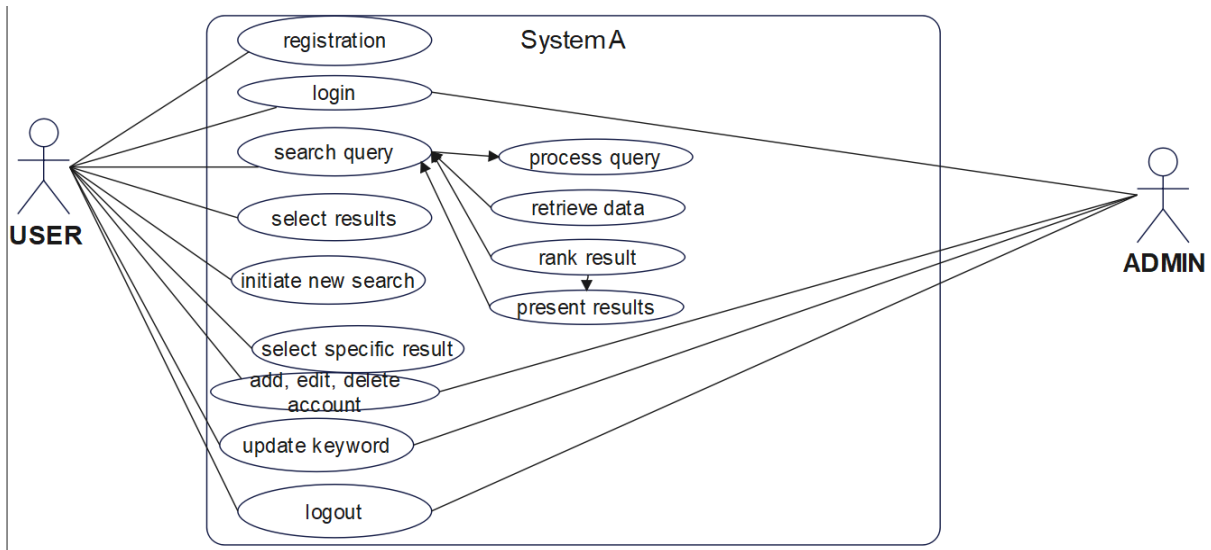 registration
System A
login
search query
process query
select results
retrieve data
USER
rank result
ADMIN
initiate new search
present results
select specific result
add, edit, delete
account
update keyword
logout